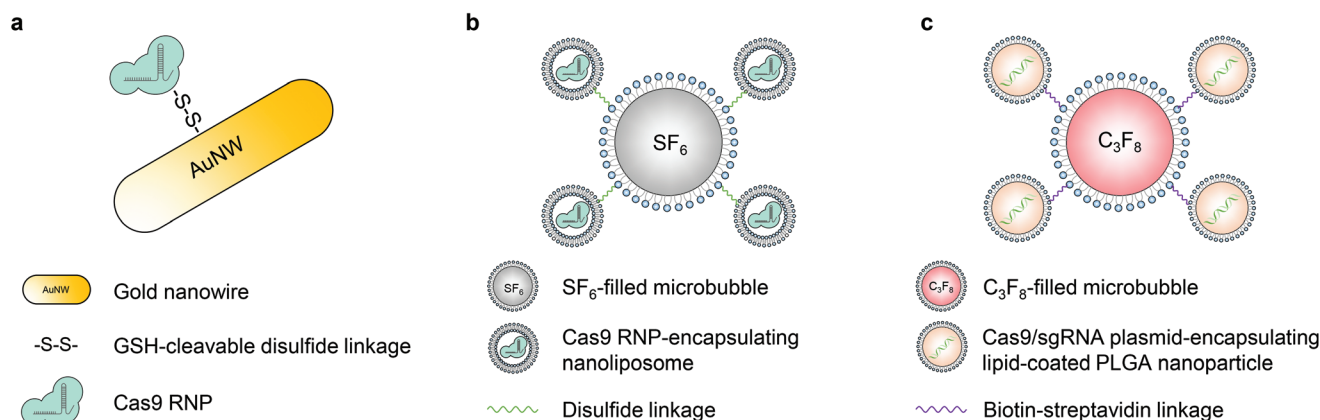 a
-S-S-
AuNW
AuNW
Gold nanowire
-S-S-
GSH-cleavable disulfide linkage
Cas9 RNP
b
SF6
SF6
SF6-filled microbubble
Cas9 RNP-encapsulating
nanoliposome
Disulfide linkage
c
C3F8
C3F8
C3F8-filled microbubble
Cas9/sgRNA plasmid-encapsulating
lipid-coated PLGA nanoparticle
Biotin-streptavidin linkage